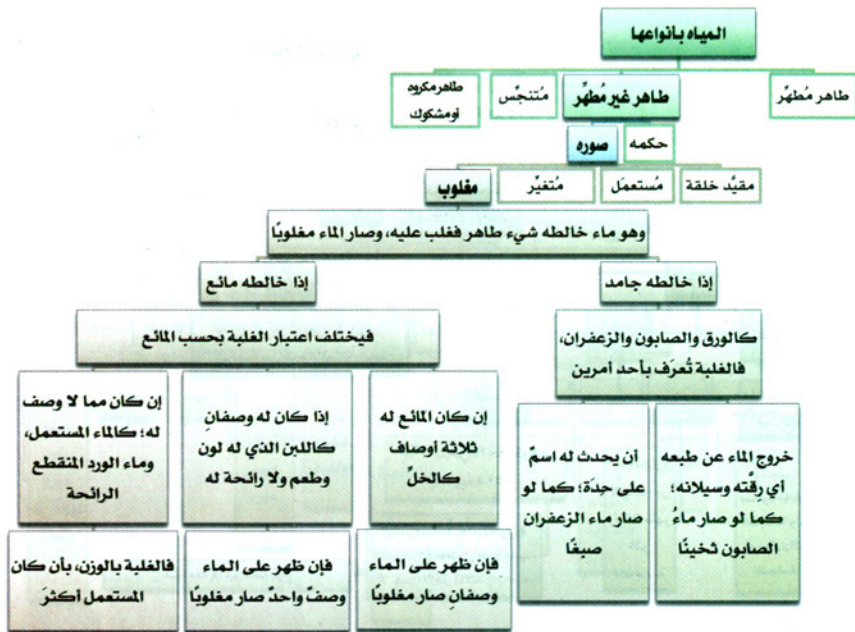 المياه بأنواعها
طاهر مُطهِّر
طاهر غير مُطهِّر
مُتنجِّس
طاهر مكروه
أو مشكوك
حكمه
صوره
مقيَّد خلقة
مُستعمَل
مُتغيِّر
مغلوب
وهو ماء خالطه شيء طاهر فغلب عليه، وصار الماء مغلوبًا
إذا خالطه جامد
إذا خالطه مائع
كالورق والصابون والزعفران،
فالغلبة تُعرَف بأحد أمرين
خروج الماء عن طبعه
أي رِقَّته وسيلانه؛
كما لو صار ماءُ
الصابون ثخينًا
أن يحدث له اسمٌ
على حِدَة؛ كما لو
صار ماء الزعفران
صبغًا
فيختلف اعتبار الغلبة بحسب المائع
إن كان المائع له
ثلاثة أوصاف
كالخلِّ
فإن ظهر على الماء
وصفانِ صار مغلوبًا
إذا كان له وصفانِ
كاللبن الذي له لون
وطعم ولا رائحة له
فإن ظهر على الماء
وصفٌ واحدٌ صار مغلوبًا
إن كان مما لا وصف
له؛ كالماء المستعمل،
وماء الورد المنقطع
الرائحة
فالغلبة بالوزن، بأن كان
المستعمل أكثرَ